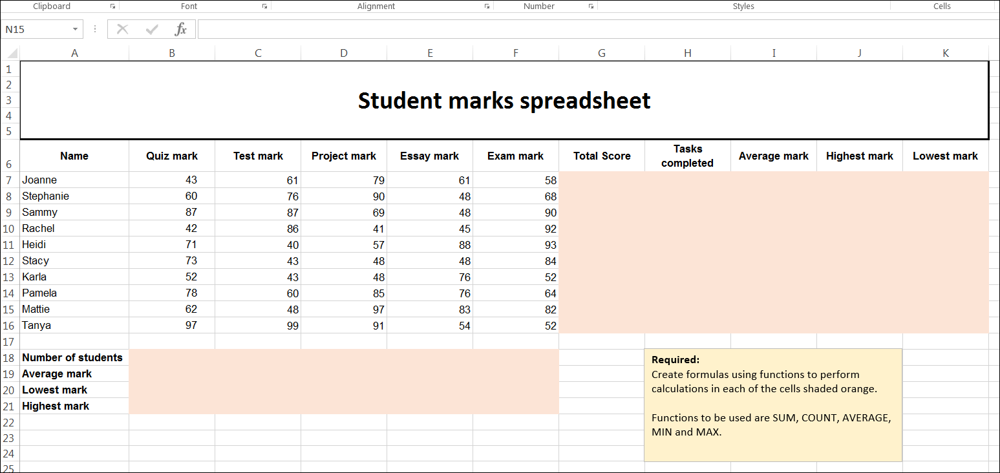 Clipboard Font Alignment Number Styles Cells
N15 fx
A B C D E F G H I J K
1
2
3 Student marks spreadsheet
4
5
6 Name Quiz mark Test mark Project mark Essay mark Exam mark Total Score Tasks completed Average mark Highest mark Lowest mark
7 Joanne 43 61 79 61 58
8 Stephanie 60 76 90 48 68
9 Sammy 87 87 69 48 90
10 Rachel 42 86 41 45 92
11 Heidi 71 40 57 88 93
12 Stacy 73 43 48 48 84
13 Karla 52 43 48 76 52
14 Pamela 78 60 85 76 64
15 Mattie 62 48 97 83 82
16 Tanya 97 99 91 54 52
17
18 Number of students
19 Average mark
20 Lowest mark
21 Highest mark
22
23
24
25
Required:
Create formulas using functions to perform
calculations in each of the cells shaded orange.
Functions to be used are SUM, COUNT, AVERAGE,
MIN and MAX.